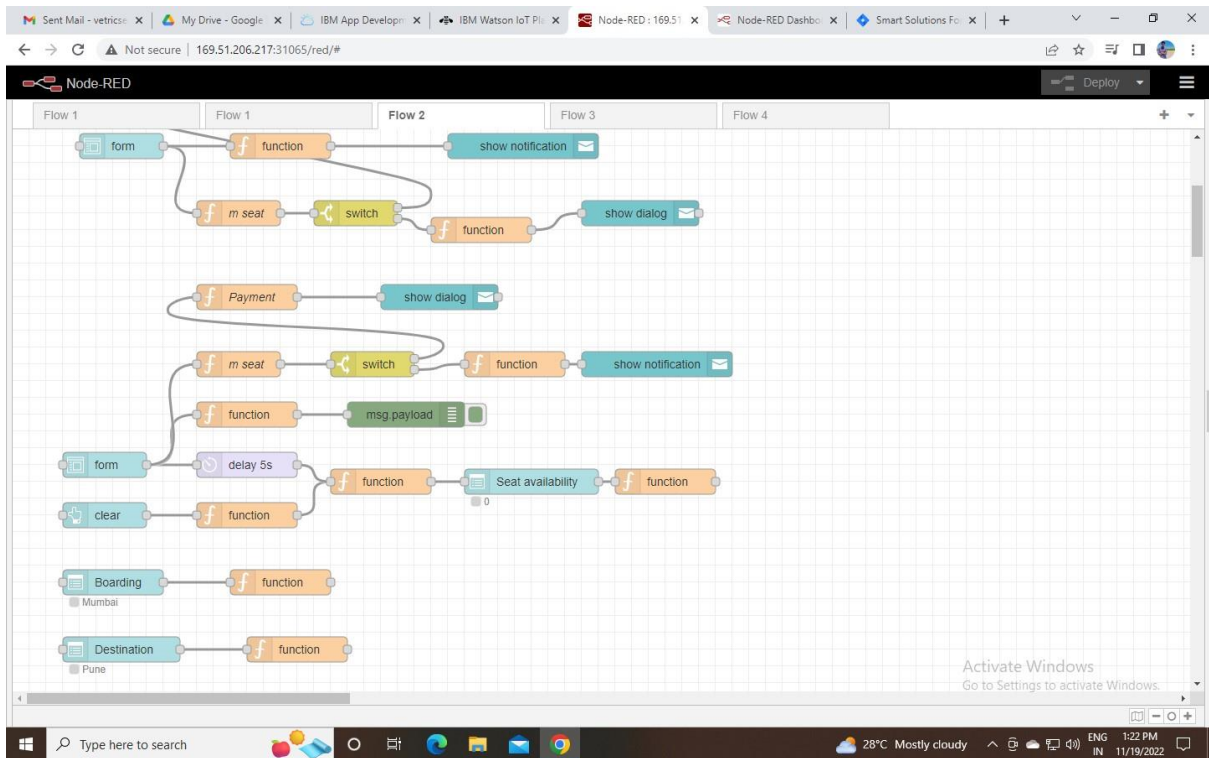 Sent Mail - vetricse
My Drive - Google
IBM App Developm
IBM Watson IoT Pla
Node-RED : 169.51
Node-RED Dashbo
Smart Solutions Fo
Not secure | 169.51.206.217:31065/red/#
Node-RED
Deploy
Flow 1
Flow 1
Flow 2
Flow 3
Flow 4
form
function
show notification
m seat
switch
function
show dialog
Payment
show dialog
m seat
switch
function
show notification
function
msg.payload
form
delay 5s
function
Seat availability
function
0
clear
function
Boarding
function
Mumbai
Destination
function
Pune
Activate Windows
Go to Settings to activate Windows.
Type here to search
28°C Mostly cloudy
ENG
IN
1:22 PM
11/19/2022